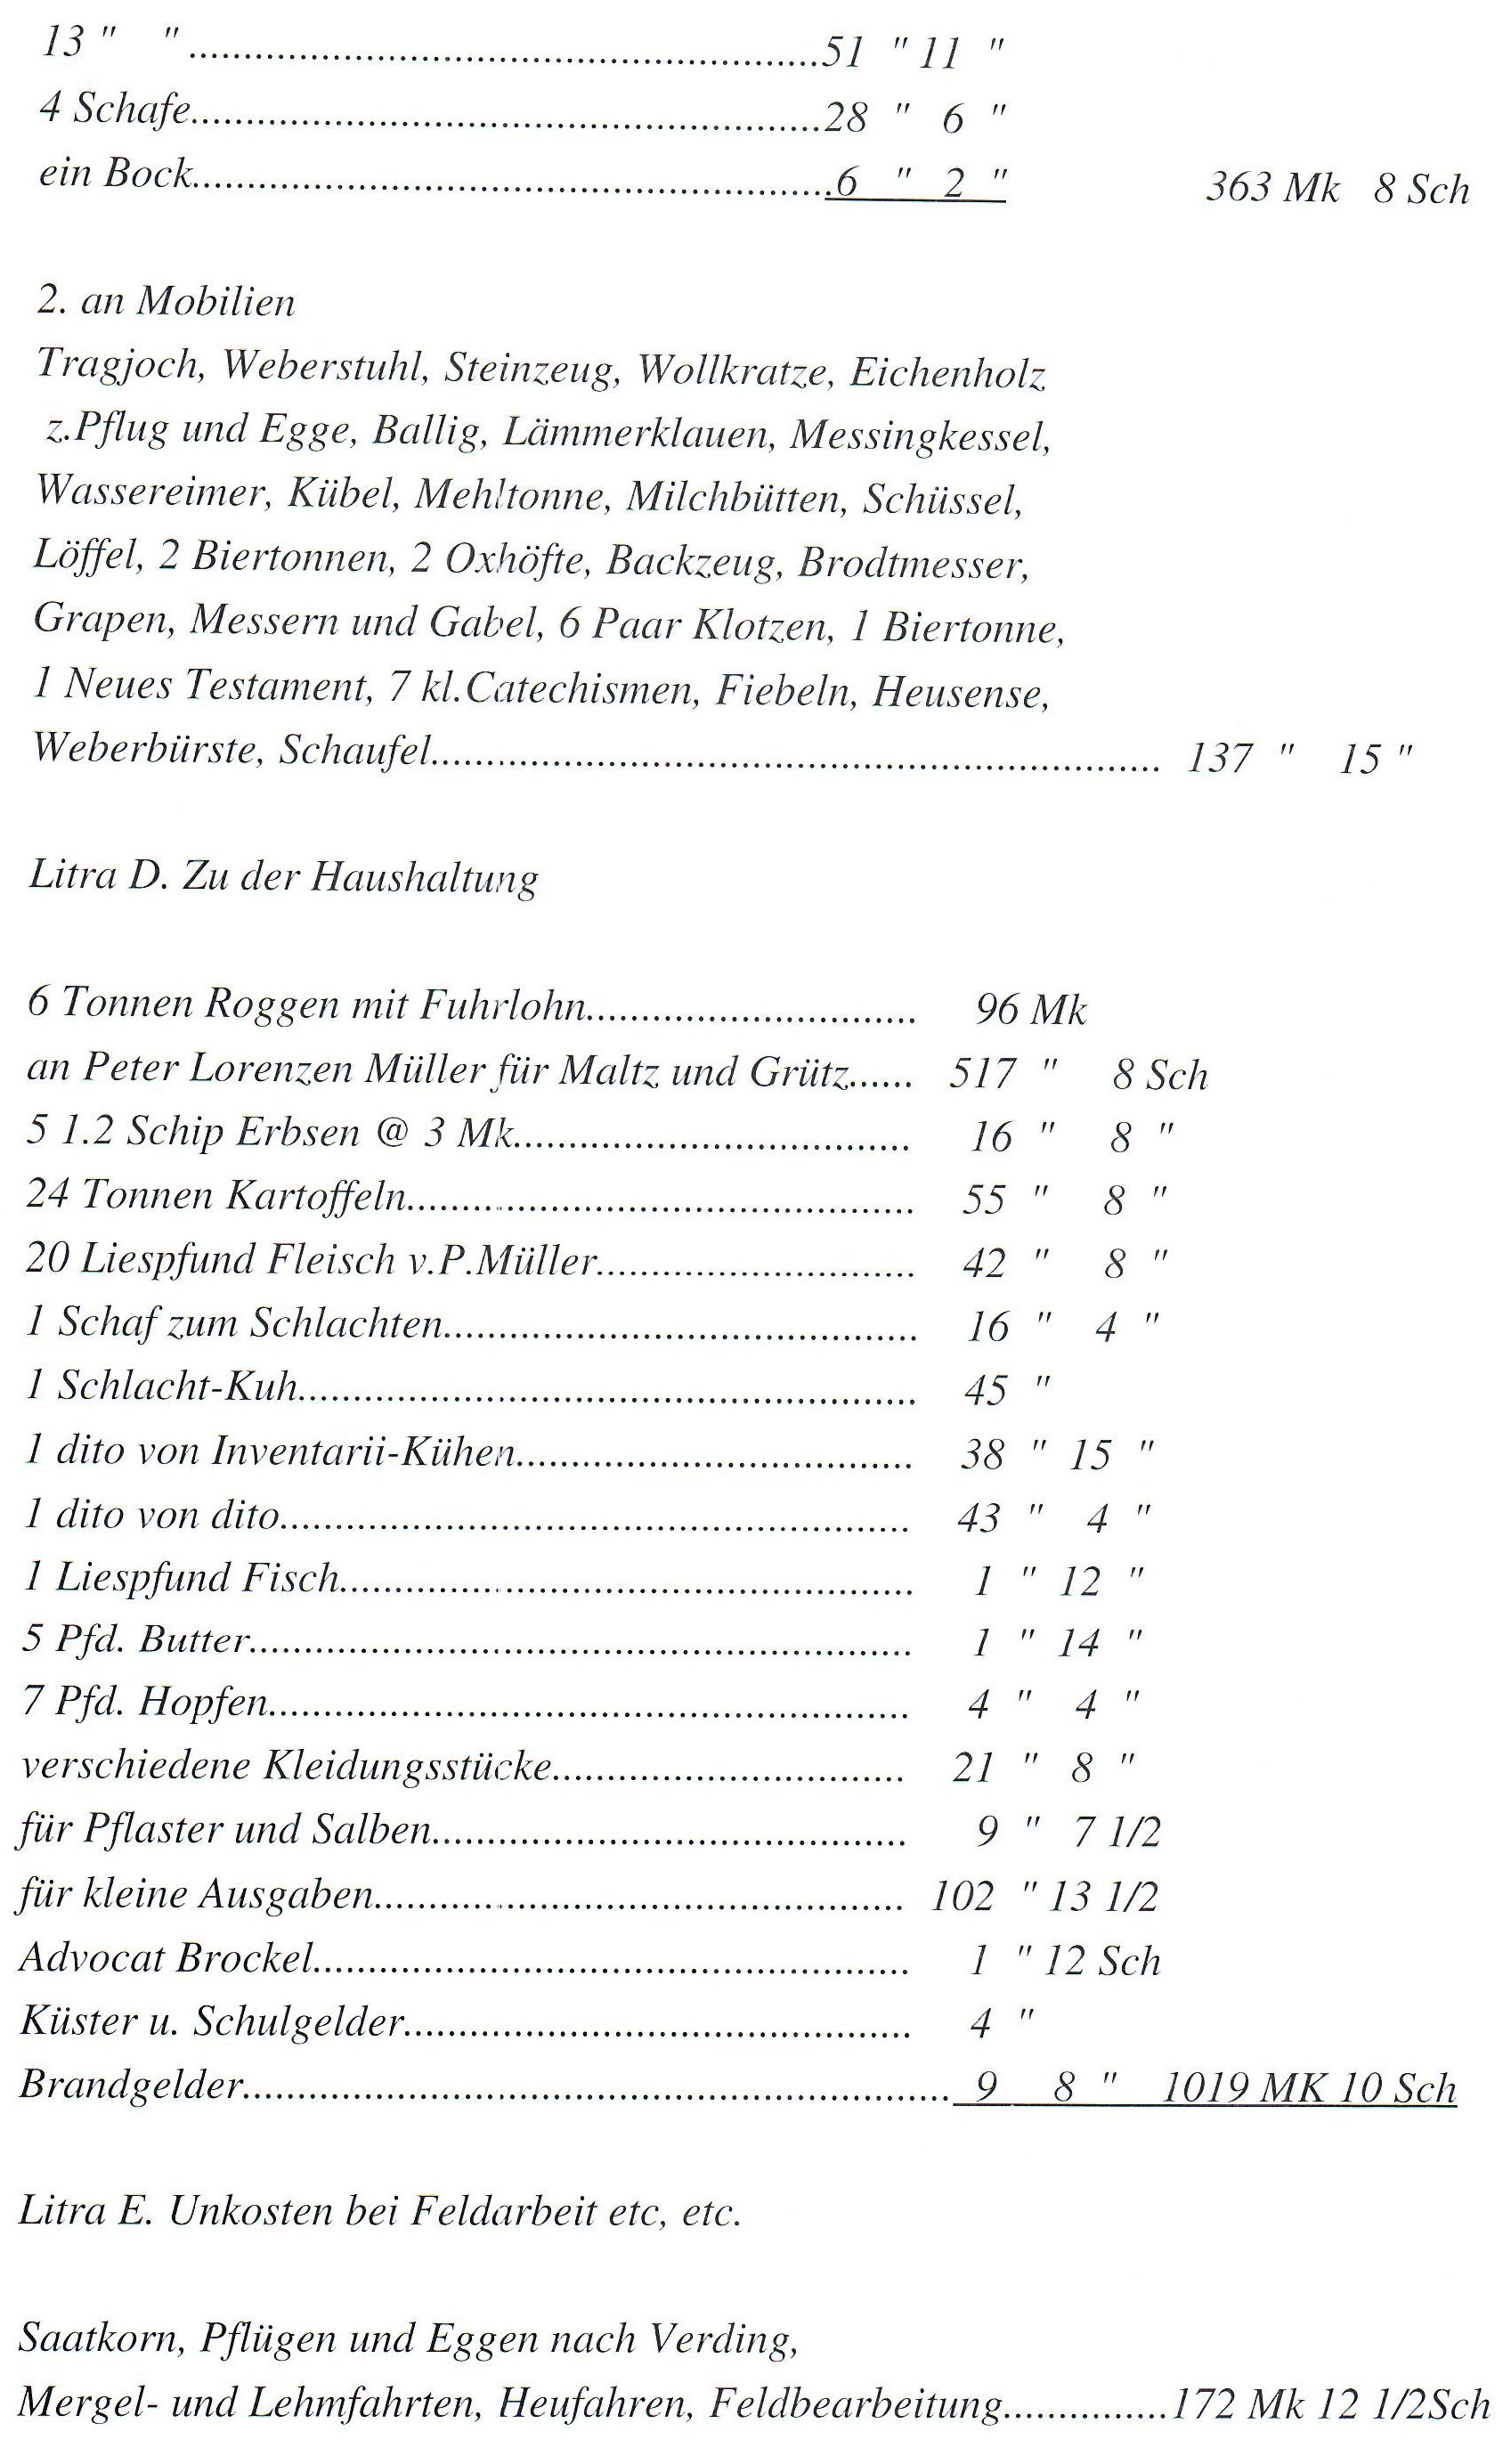 13 " " ............................................................51 " 11 "
4 Schafe............................................................28 " 6 "
ein Bock............................................................6 " 2 " 363 Mk 8 Sch
2. an Mobilien
Tragjoch, Weberstuhl, Steinzeug, Wollkratze, Eichenholz
z.Pflug und Egge, Ballig, Lämmerklauen, Messingkessel,
Wassereimer, Kübel, Mehltonne, Milchbütten, Schüssel,
Löffel, 2 Biertonnen, 2 Oxhöfte, Backzeug, Brodtmesser,
Grapen, Messern und Gabel, 6 Paar Klotzen, 1 Biertonne,
1 Neues Testament, 7 kl.Catechismen, Fiebeln, Heusense,
Weberbürste, Schaufel.................................................................... 137 " 15 "
Litra D. Zu der Haushaltung
6 Tonnen Roggen mit Fuhrlohn.............................. 96 Mk
an Peter Lorenzen Müller für Maltz und Grütz...... 517 " 8 Sch
5 1.2 Schip Erbsen @ 3 Mk.................................... 16 " 8 "
24 Tonnen Kartoffeln.............................................. 55 " 8 "
20 Liespfund Fleisch v.P.Müller............................. 42 " 8 "
1 Schaf zum Schlachten........................................... 16 " 4 "
1 Schlacht-Kuh........................................................ 45 "
1 dito von Inventarii-Kühen.................................... 38 " 15 "
1 dito von dito......................................................... 43 " 4 "
1 Liespfund Fisch.................................................... 1 " 12 "
5 Pfd. Butter............................................................ 1 " 14 "
7 Pfd. Hopfen.......................................................... 4 " 4 "
verschiedene Kleidungsstücke................................ 21 " 8 "
für Pflaster und Salben........................................... 9 " 7 1/2
für kleine Ausgaben................................................ 102 " 13 1/2
Advocat Brockel...................................................... 1 " 12 Sch
Küster u. Schulgelder.............................................. 4 "
Brandgelder................................................................ 9 8 " 1019 MK 10 Sch
Litra E. Unkosten bei Feldarbeit etc, etc.
Saatkorn, Pflügen und Eggen nach Verding,
Mergel- und Lehmfahrten, Heufahren, Feldbearbeitung...............172 Mk 12 1/2Sch